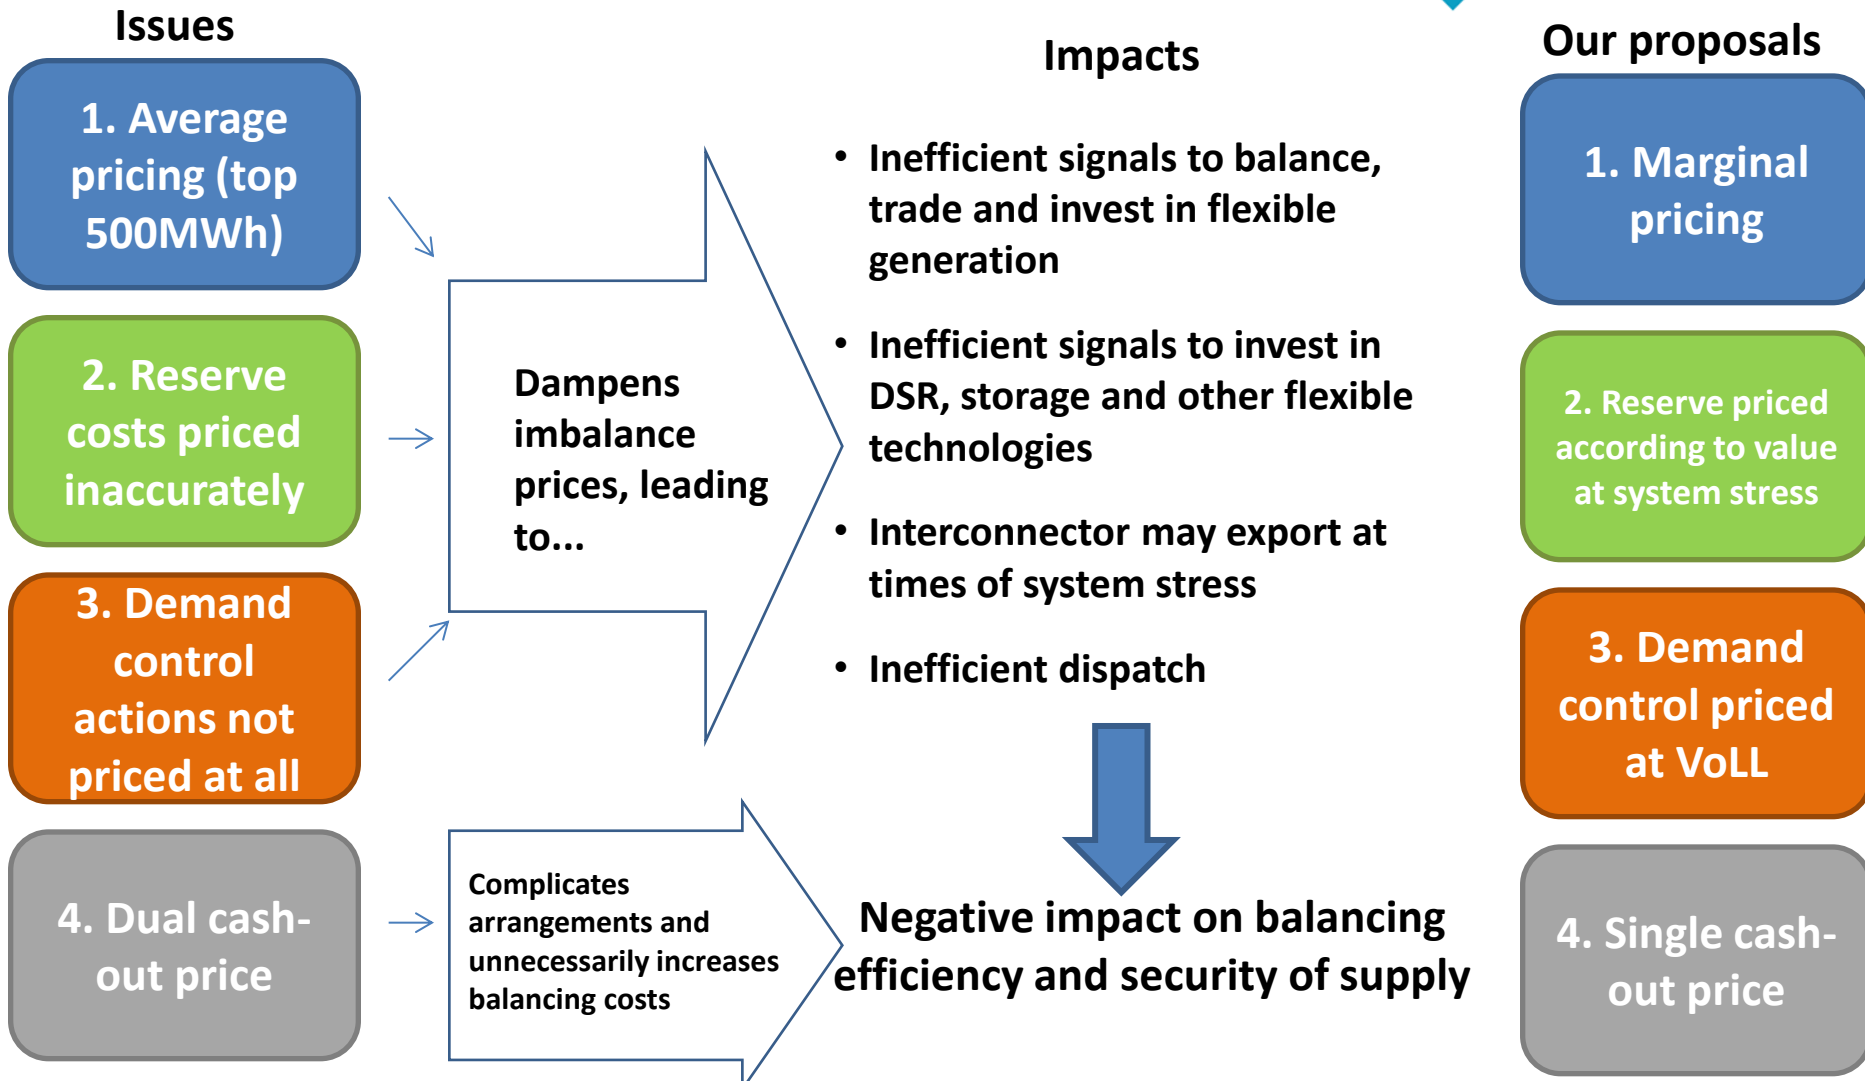 Issues
1. Average
pricing (top
500MWh)
2. Reserve
costs priced
inaccurately
3. Demand
control
actions not
priced at all
4. Dual cash-
out price
Dampens
imbalance
prices, leading
to...
Complicates
arrangements and
unnecessarily increases
balancing costs
Impacts
• Inefficient signals to balance,
trade and invest in flexible
generation
• Inefficient signals to invest in
DSR, storage and other flexible
technologies
• Interconnector may export at
times of system stress
• Inefficient dispatch
Negative impact on balancing
efficiency and security of supply
Our proposals
1. Marginal
pricing
2. Reserve priced
according to value
at system stress
3. Demand
control priced
at VoLL
4. Single cash-
out price